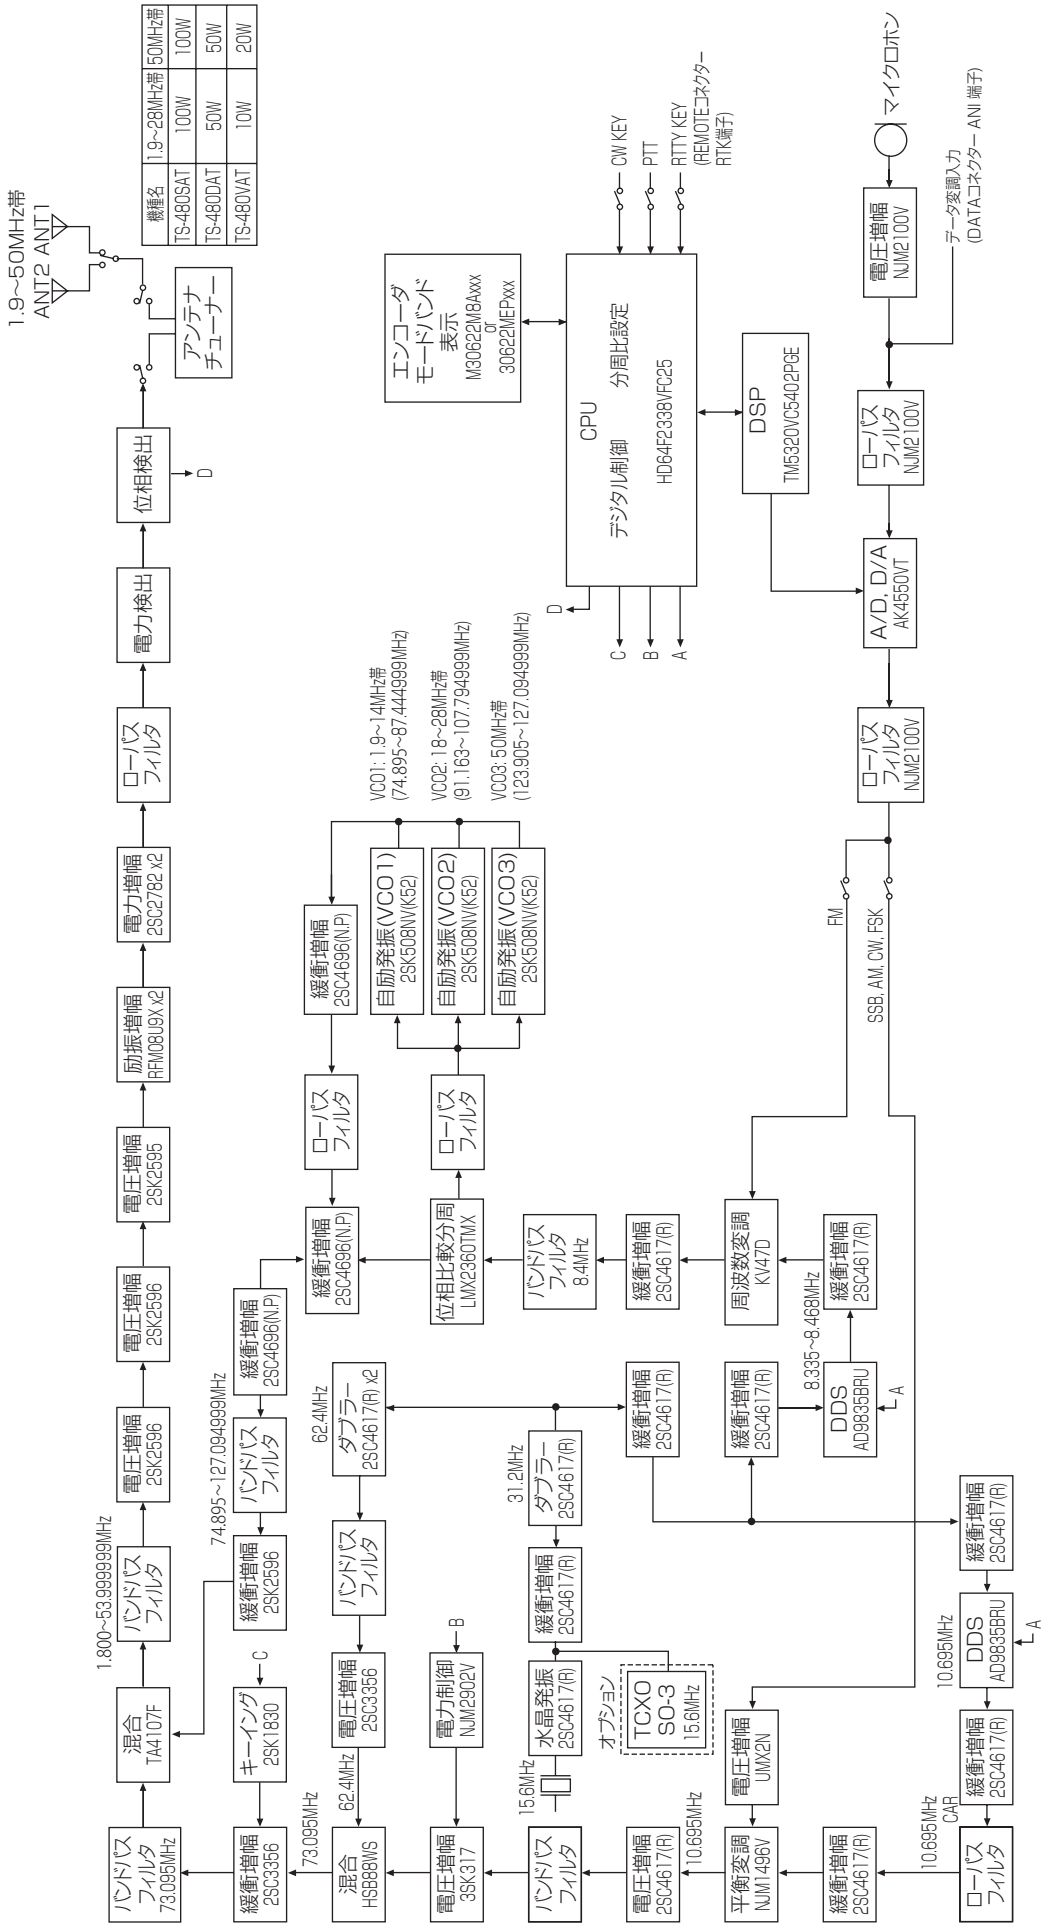 1.9~50MHz帯
ANT2 ANT1
機種名 1.9~28MHz帯 50MHz帯
TS-480SAT 100W 100W
TS-480DAT 50W 50W
TS-480VAT 10W 20W
バンドパス
フィルタ
73.095MHz
混合
TA4107F
1.800~53.999999MHz
バンドパス
フィルタ
電圧増幅
2SK2596
電圧増幅
2SK2596
電圧増幅
2SK2595
励振増幅
RFM08U9X x2
電力増幅
2SC2782 x2
ローパス
フィルタ
電力検出
位相検出
D
アンテナ
チューナー
緩衝増幅
2SC3356
キーイング
2SK1830
C
緩衝増幅
2SK2596
74.895~127.094999MHz
バンドパス
フィルタ
緩衝増幅
2SC4696(N.P)
73.095MHz
混合
HSB88WS
62.4MHz
電圧増幅
2SC3356
バンドパス
フィルタ
62.4MHz
ダブラー
2SC4617(R) x2
緩衝増幅
2SC4696(N.P)
ローパス
フィルタ
緩衝増幅
2SC4696(N.P)
自励発振(VCO1)
2SK508NV(K52)
自励発振(VCO2)
2SK508NV(K52)
自励発振(VCO3)
2SK508NV(K52)
VCO1: 1.9~14MHz帯
(74.895~87.444999MHz)
VCO2: 18~28MHz帯
(91.163~107.794999MHz)
VCO3: 50MHz帯
(123.905~127.094999MHz)
エンコーダ
モードバンド
表示
M30622M8Axxx
or
30622MEPxxx
電圧増幅
3SK317
電力制御
NJM2902V
B
位相比較分周
LMX2360TMX
ローパス
フィルタ
バンドパス
フィルタ
15.6MHz
水晶発振
2SC4617(R)
緩衝増幅
2SC4617(R)
31.2MHz
ダブラー
2SC4617(R)
バンドパス
フィルタ
8.4MHz
オプション
TCXO
SO-3
15.6MHz
D
C
B
A
CPU
デジタル制御 分周比設定
HD64F2338VFC25
CW KEY
PTT
RTTY KEY
(REMOTEコネクター
RTK端子)
電圧増幅
2SC4617(R)
10.695MHz
緩衝増幅
2SC4617(R)
緩衝増幅
2SC4617(R)
平衡変調
NJM1496V
電圧増幅
UMX2N
緩衝増幅
2SC4617(R)
周波数変調
KV47D
8.335~8.468MHz
DDS
AD9835BRU
A
緩衝増幅
2SC4617(R)
DSP
TM5320VC5402PGE
緩衝増幅
2SC4617(R)
FM
SSB, AM, CW, FSK
ローパス
フィルタ
NJM2100V
A/D, D/A
AK4550VT
ローパス
フィルタ
NJM2100V
電圧増幅
NJM2100V
マイクロホン
データ変調入力
(DATAコネクター ANI 端子)
10.695MHz
CAR
ローパス
フィルタ
緩衝増幅
2SC4617(R)
10.695MHz
DDS
AD9835BRU
A
緩衝増幅
2SC4617(R)